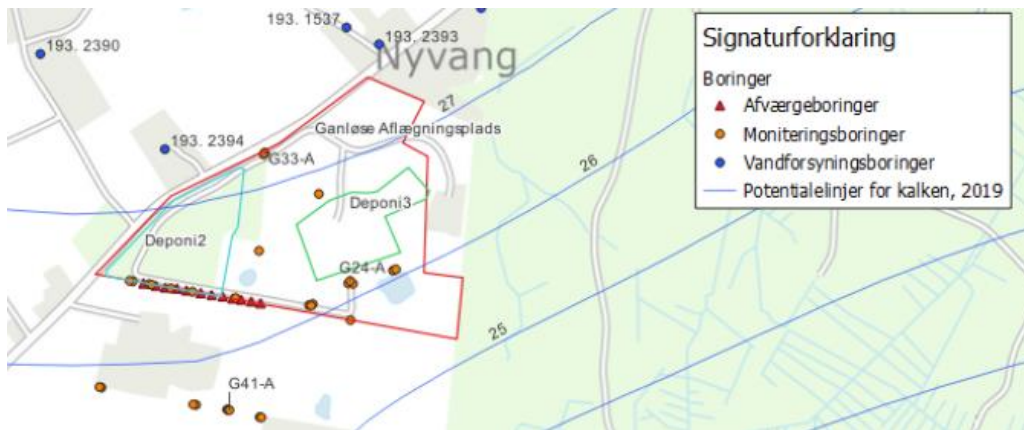 193. 1537
193. 2390
193. 2393
Nyvang
27
Ganløse Aflægningsplads
193. 2394
G33-A
26
Deponi3
Deponi2
G24-A
25
G41-A
Signaturforklaring
Boringer
Afværgeboringer
Moniteringsboringer
Vandforsyningsboringer
Potentialelinjer for kalken, 2019